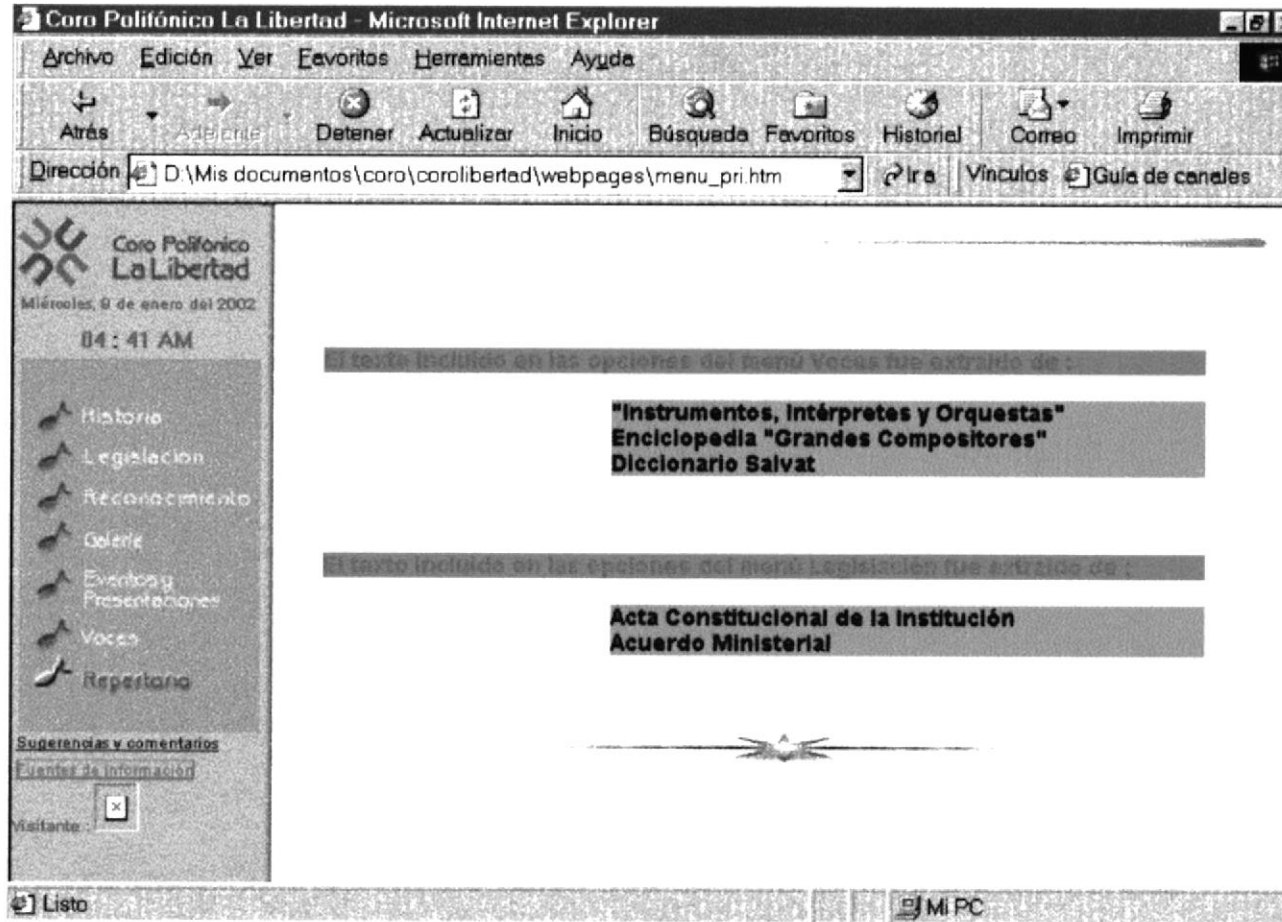 Coro Polifónico La Libertad - Microsoft Internet Explorer
Archivo Edición Ver Favoritos Herramientas Ayuda
Atrás Adelante Detener Actualizar Inicio Búsqueda Favoritos Historial Correo Imprimir
Dirección D:\Mis documentos\coro\corolibertad\webpages\menu_pri.htm Ir a Vínculos Guía de canales
Coro Polifónico
La Libertad
Miércoles, 9 de enero del 2002
04 : 41 AM
Historia
Legislacion
Reconocimiento
Galeria
Eventos y
Presentaciones
Voces
Repertorio
Sugerencias y comentarios
Fuentes de información
Visitante :
El texto incluido en las opciones del menú Voces fue extraido de :
"Instrumentos, Intérpretes y Orquestas"
Enciclopedia "Grandes Compositores"
Diccionario Salvat
El texto incluido en las opciones del menú Legislación fue extraido de :
Acta Constitucional de la Institución
Acuerdo Ministerial
Listo
Mi PC